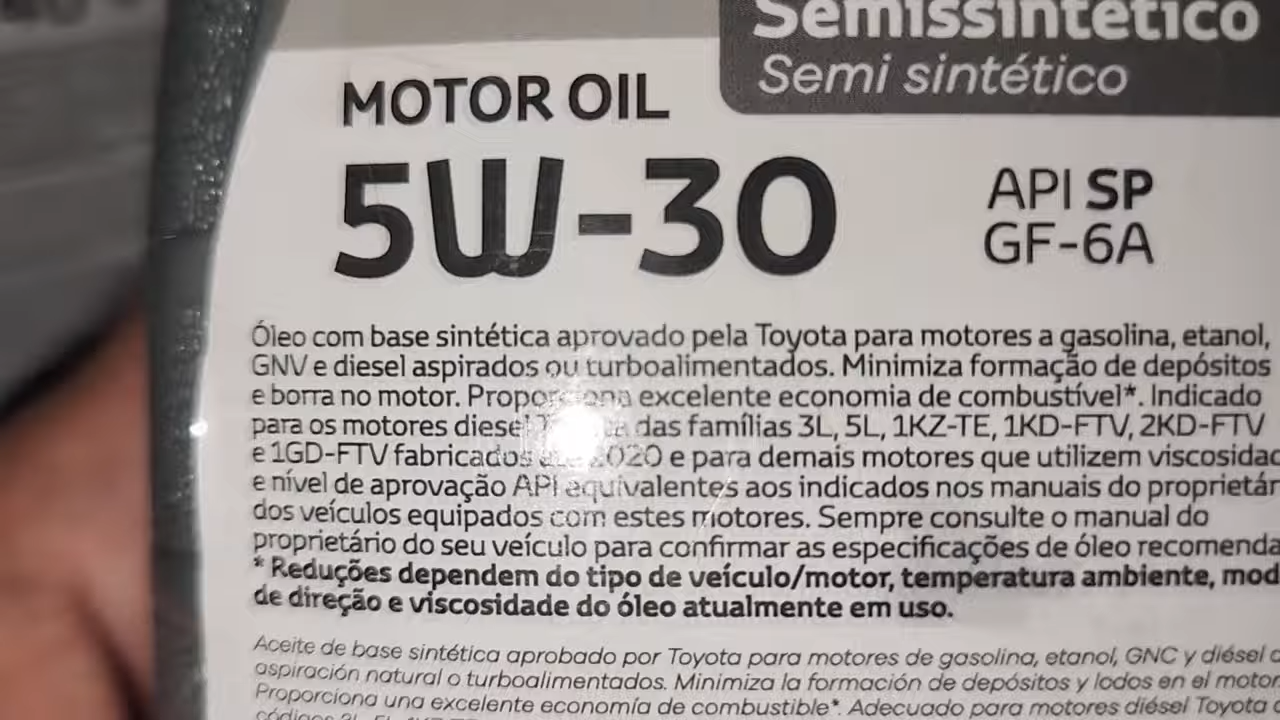 Semissintético
Semi sintético
MOTOR OIL
5W-30
API SP
GF-6A
Óleo com base sintética aprovado pela Toyota para motores a gasolina, etanol,
GNV e diesel aspirados ou turboalimentados. Minimiza formação de depósitos
e borra no motor. Proporciona excelente economia de combustível*. Indicado
para os motores diesel das famílias 3L, 5L, 1KZ-TE, 1KD-FTV, 2KD-FTV
e 1GD-FTV fabricados até 2020 e para demais motores que utilizem viscosidad
e nível de aprovação API equivalentes aos indicados nos manuais do proprietár
dos veículos equipados com estes motores. Sempre consulte o manual do
proprietário do seu veículo para confirmar as especificações de óleo recomenda
* Reduções dependem do tipo de veículo/motor, temperatura ambiente, mod
de direção e viscosidade do óleo atualmente em uso.
Aceite de base sintética aprobado por Toyota para motores de gasolina, etanol, GNC y diésel
aspiración natural o turboalimentados. Minimiza la formación de depósitos y lodos en el motor
Proporciona una excelente economía de combustible*. Adecuado para motores diésel Toyota